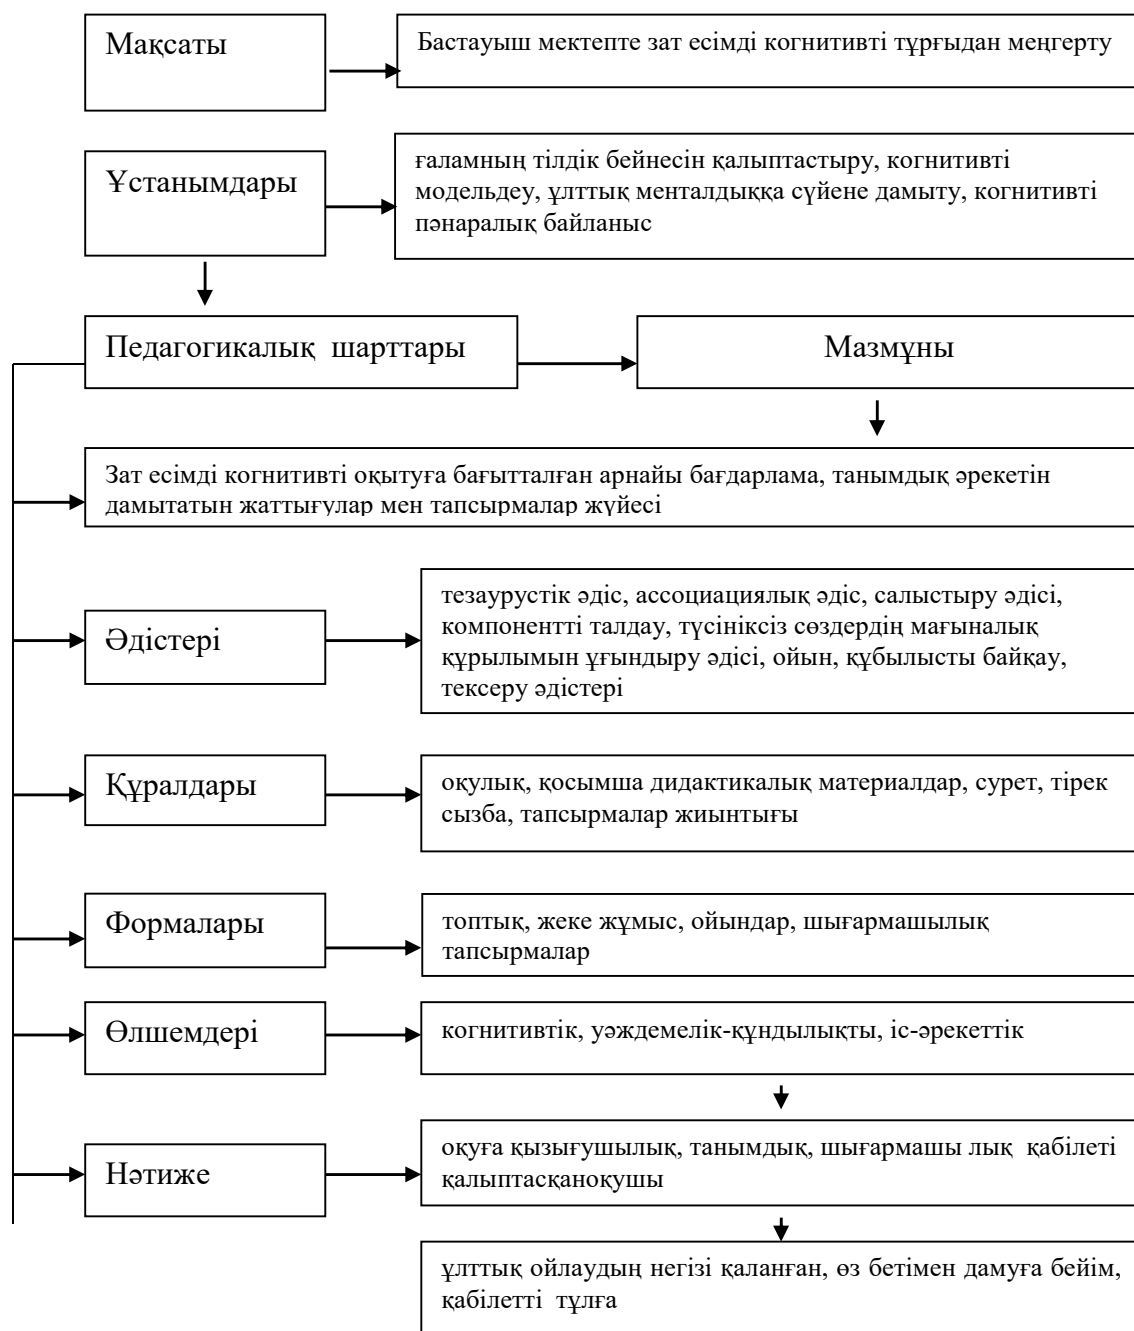 Мақсаты
Бастауыш мектепте зат есімді когнитивті тұрғыдан меңгерту
Ұстанымдары
ғаламның тілдік бейнесін қалыптастыру, когнитивті
модельдеу, ұлттық менталдыққа сүйене дамыту, когнитивті
пәнаралық байланыс
Педагогикалық шарттары
Мазмұны
Зат есімді когнитивті оқытуға бағытталған арнайы бағдарлама, танымдық әрекетін
дамытатын жаттығулар мен тапсырмалар жүйесі
Әдістері
тезаурустік әдіс, ассоциациялық әдіс, салыстыру әдісі,
компонентті талдау, түсініксіз сөздердің мағыналық
құрылымын ұғындыру әдісі, ойын, құбылысты байқау,
тексеру әдістері
Құралдары
оқулық, қосымша дидактикалық материалдар, сурет, тірек
сызба, тапсырмалар жиынтығы
Формалары
топтық, жеке жұмыс, ойындар, шығармашылық
тапсырмалар
Өлшемдері
когнитивтік, уәждемелік-құндылықты, іс-әрекеттік
Нәтиже
оқуға қызығушылық, танымдық, шығармашы лық қабілеті
қалыптасқаноқушы
ұлттық ойлаудың негізі қаланған, өз бетімен дамуға бейім,
қабілетті тұлға